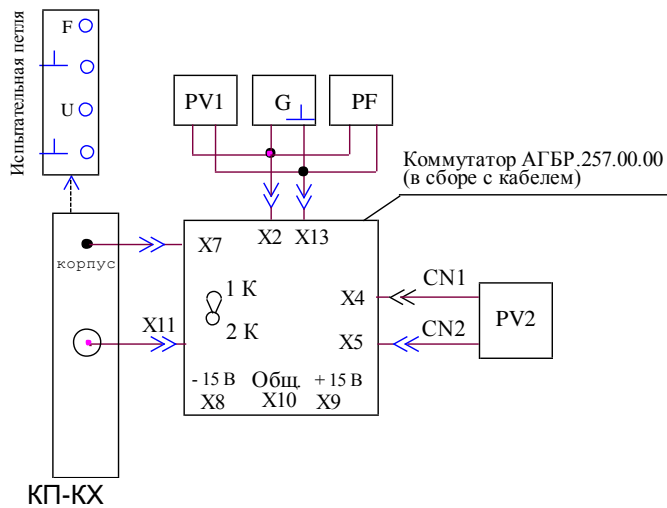 Испытательная петля
F
U
PV1
G
PF
Коммутатор АГБР.257.00.00
(в сборе с кабелем)
X2
X13
X7
корпус
1 К
2 К
X11
X4
X5
CN1
CN2
PV2
- 15 В
Общ.
+ 15 В
X8
X10
X9
КП-КХ